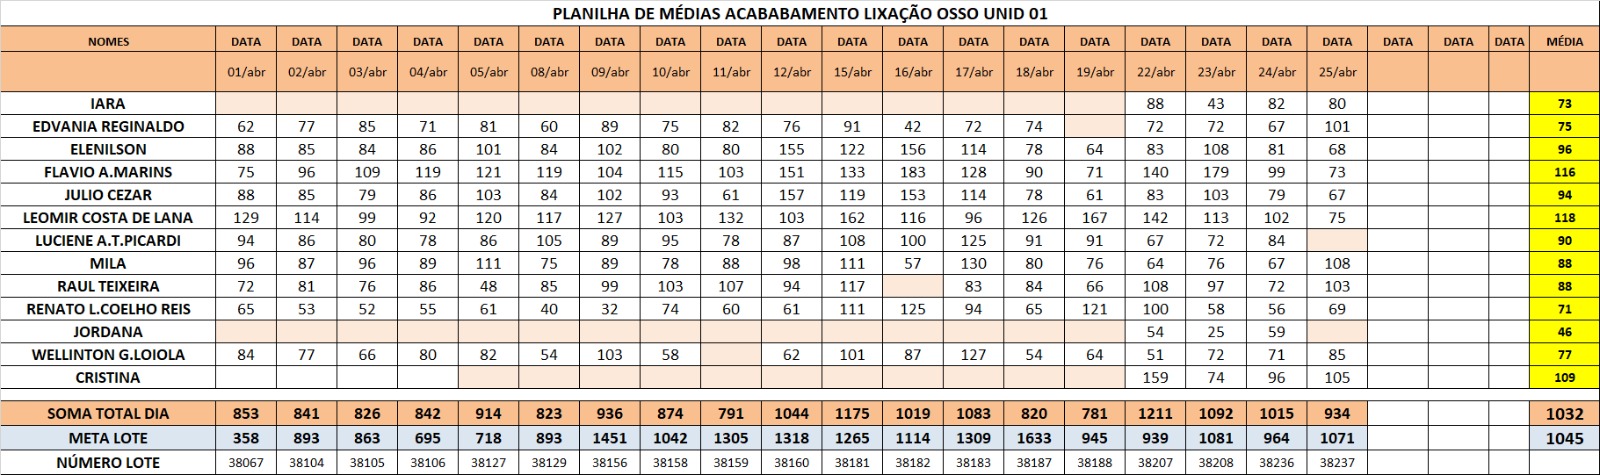 PLANILHA DE MÉDIAS ACABABAMENTO LIXAÇÃO OSSO UNID 01
NOMES DATA DATA DATA DATA DATA DATA DATA DATA DATA DATA DATA DATA DATA DATA DATA DATA DATA DATA DATA DATA DATA DATA MÉDIA
01/abr 02/abr 03/abr 04/abr 05/abr 08/abr 09/abr 10/abr 11/abr 12/abr 15/abr 16/abr 17/abr 18/abr 19/abr 22/abr 23/abr 24/abr 25/abr
IARA 88 43 82 80 73
EDVANIA REGINALDO 62 77 85 71 81 60 89 75 82 76 91 42 72 74 72 72 67 101 75
ELENILSON 88 85 84 86 101 84 102 80 80 155 122 156 114 78 64 83 108 81 68 96
FLAVIO A.MARINS 75 96 109 119 121 119 104 115 103 151 133 183 128 90 71 140 179 99 73 116
JULIO CEZAR 88 85 79 86 103 84 102 93 61 157 119 153 114 78 61 83 103 79 67 94
LEOMIR COSTA DE LANA 129 114 99 92 120 117 127 103 132 103 162 116 96 126 167 142 113 102 75 118
LUCIENE A.T.PICARDI 94 86 80 78 86 105 89 95 78 87 108 100 125 91 91 67 72 84 90
MILA 96 87 96 89 111 75 89 78 88 98 111 57 130 80 76 64 76 67 108 88
RAUL TEIXEIRA 72 81 76 86 48 85 99 103 107 94 117 83 84 66 108 97 72 103 88
RENATO L.COELHO REIS 65 53 52 55 61 40 32 74 60 61 111 125 94 65 121 100 58 56 69 71
JORDANA 54 25 59 46
WELLINTON G.LOIOLA 84 77 66 80 82 54 103 58 62 101 87 127 54 64 51 72 71 85 77
CRISTINA 159 74 96 105 109
SOMA TOTAL DIA 853 841 826 842 914 823 936 874 791 1044 1175 1019 1083 820 781 1211 1092 1015 934 1032
META LOTE 358 893 863 695 718 893 1451 1042 1305 1318 1265 1114 1309 1633 945 939 1081 964 1071 1045
NÚMERO LOTE 38067 38104 38105 38106 38127 38129 38156 38158 38159 38160 38181 38182 38183 38187 38188 38207 38208 38236 38237